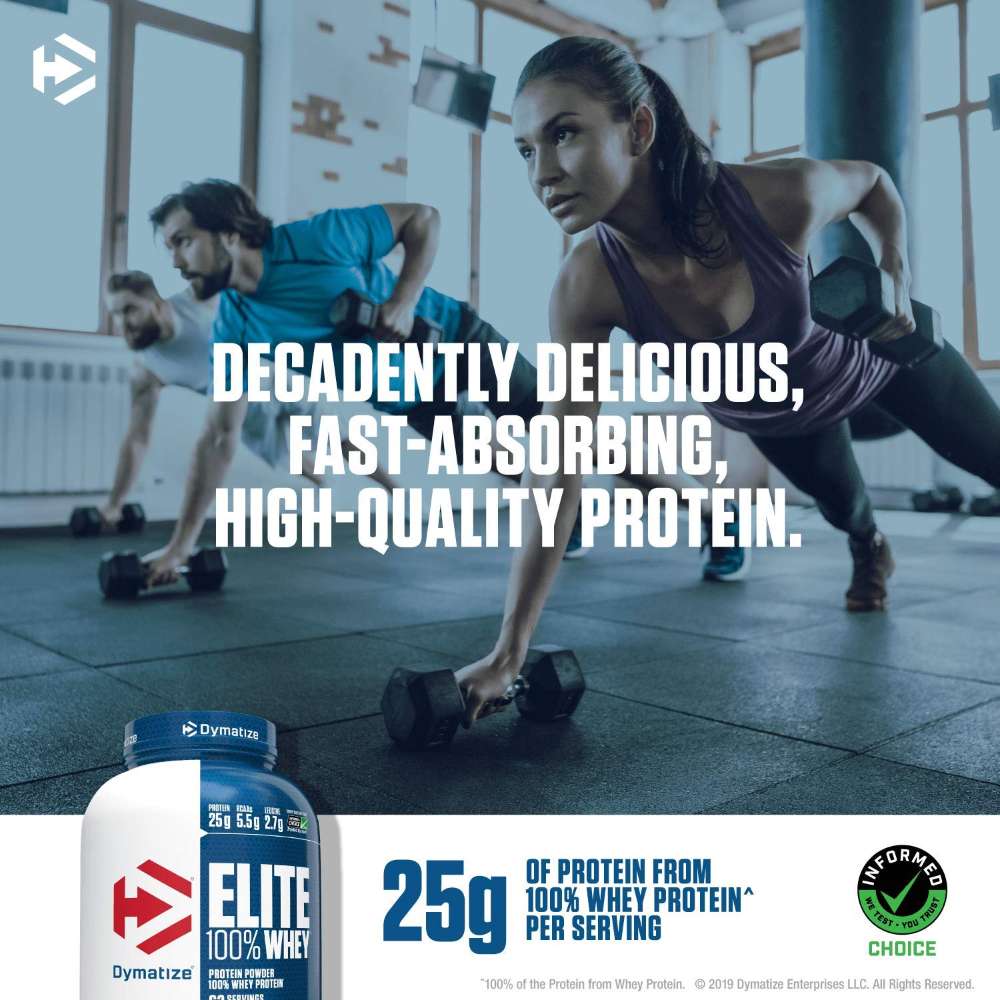 DECADENTLY DELICIOUS,
FAST-ABSORBING,
HIGH-QUALITY PROTEIN.
Dymatize
PROTEIN BCAAs LEUCINE
25g 5.5g 2.7g
ELITE
100% WHEY
PROTEIN POWDER
100% WHEY PROTEIN
Dymatize
25g
OF PROTEIN FROM
100% WHEY PROTEIN^
PER SERVING
INFORMED
WE TEST · YOU TRUST
CHOICE
^100% of the Protein from Whey Protein. © 2019 Dymatize Enterprises LLC. All Rights Reserved.